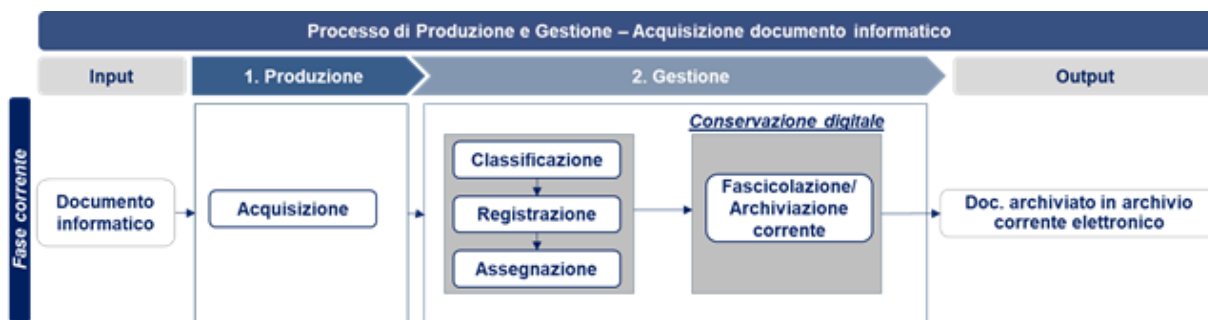 Processo di Produzione e Gestione – Acquisizione documento informatico
Input
1. Produzione
2. Gestione
Output
Fase corrente
Documento
informatico
Acquisizione
Classificazione
Registrazione
Assegnazione
Conservazione digitale
Fascicolazione/
Archiviazione
corrente
Doc. archiviato in archivio
corrente elettronico